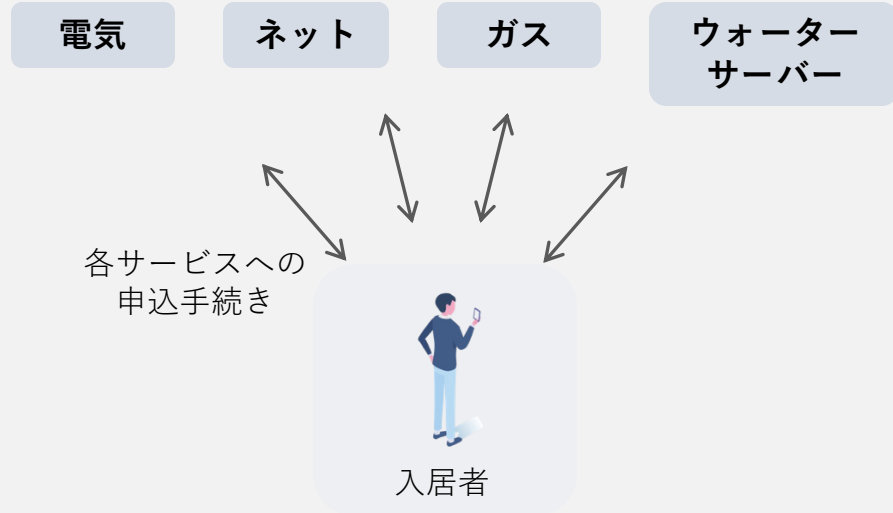 電気
ネット
ガス
ウォーター
サーバー
各サービスへの
申込手続き
入居者